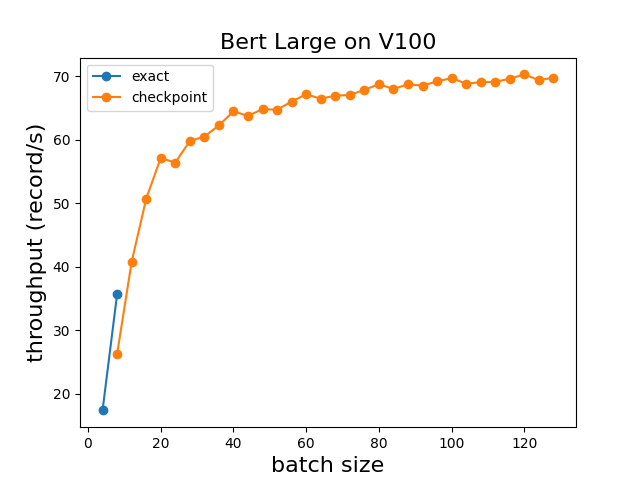 Bert Large on V100
exact
checkpoint
throughput (record/s)
70
60
50
40
30
20
0 20 40 60 80 100 120
batch size